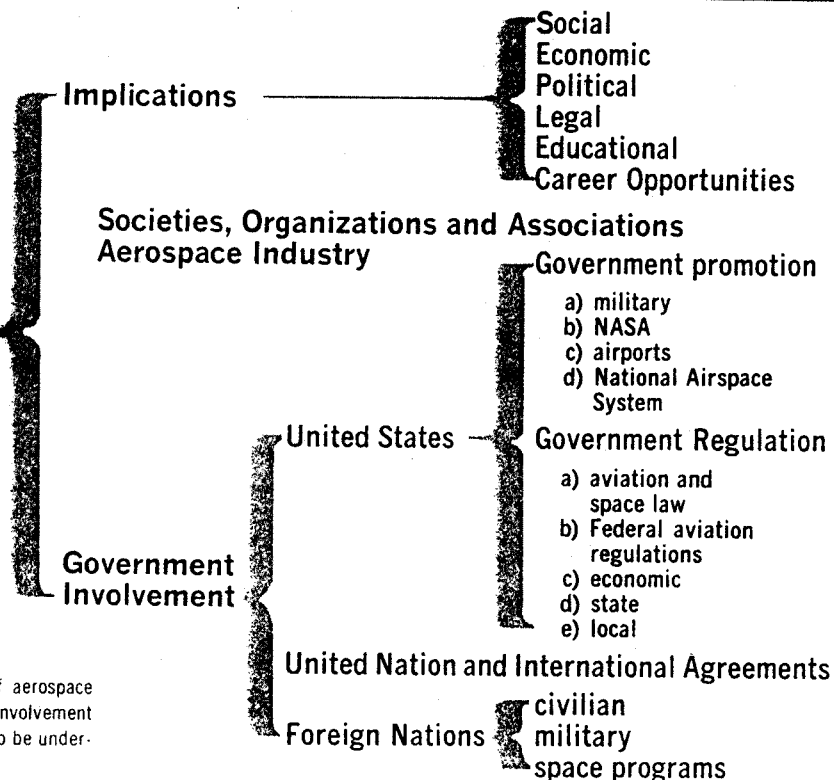 Implications
Social
Economic
Political
Legal
Educational
Career Opportunities
Societies, Organizations and Associations
Aerospace Industry
Government
Involvement
United States
Government promotion
a) military
b) NASA
c) airports
d) National Airspace
System
Government Regulation
a) aviation and
space law
b) Federal aviation
regulations
c) economic
d) state
e) local
United Nation and International Agreements
Foreign Nations
civilian
military
space programs
aerospace
nvolvement
o be under-